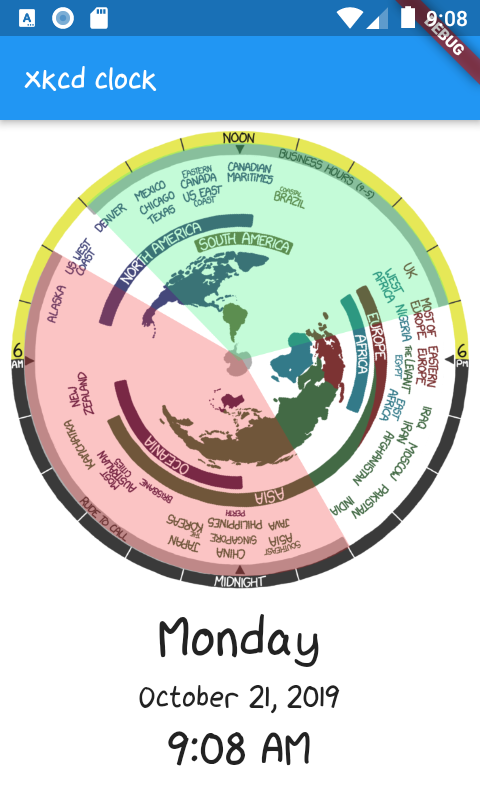 9:08
DEBUG
xkcd clock
NOON
BUSINESS HOURS (9-5)
CANADIAN
MARITIMES
EASTERN
CANADA
US EAST
COAST
COASTAL
BRAZIL
MEXICO
CHICAGO
TEXAS
DENVER
US WEST
COAST
ALASKA
NORTH AMERICA
SOUTH AMERICA
UK
WEST
AFRICA
NIGERIA
MOST OF
EUROPE
EASTERN
EUROPE
THE LEVANT
EGYPT
EAST
AFRICA
EUROPE
AFRICA
6
AM
6
PM
IRAQ
IRAN
MOSCOW
AFGHANISTAN
PAKISTAN
INDIA
NEW
ZEALAND
KAMCHATKA
MOST
AUSTRALIAN
CITIES
BRISBANE
OCEANIA
ASIA
PERTH
JAVA
PHILIPPINES
THE
KOREAS
JAPAN
SINGAPORE
CHINA
SOUTHEAST
ASIA
RUDE TO CALL
MIDNIGHT
Monday
October 21, 2019
9:08 AM